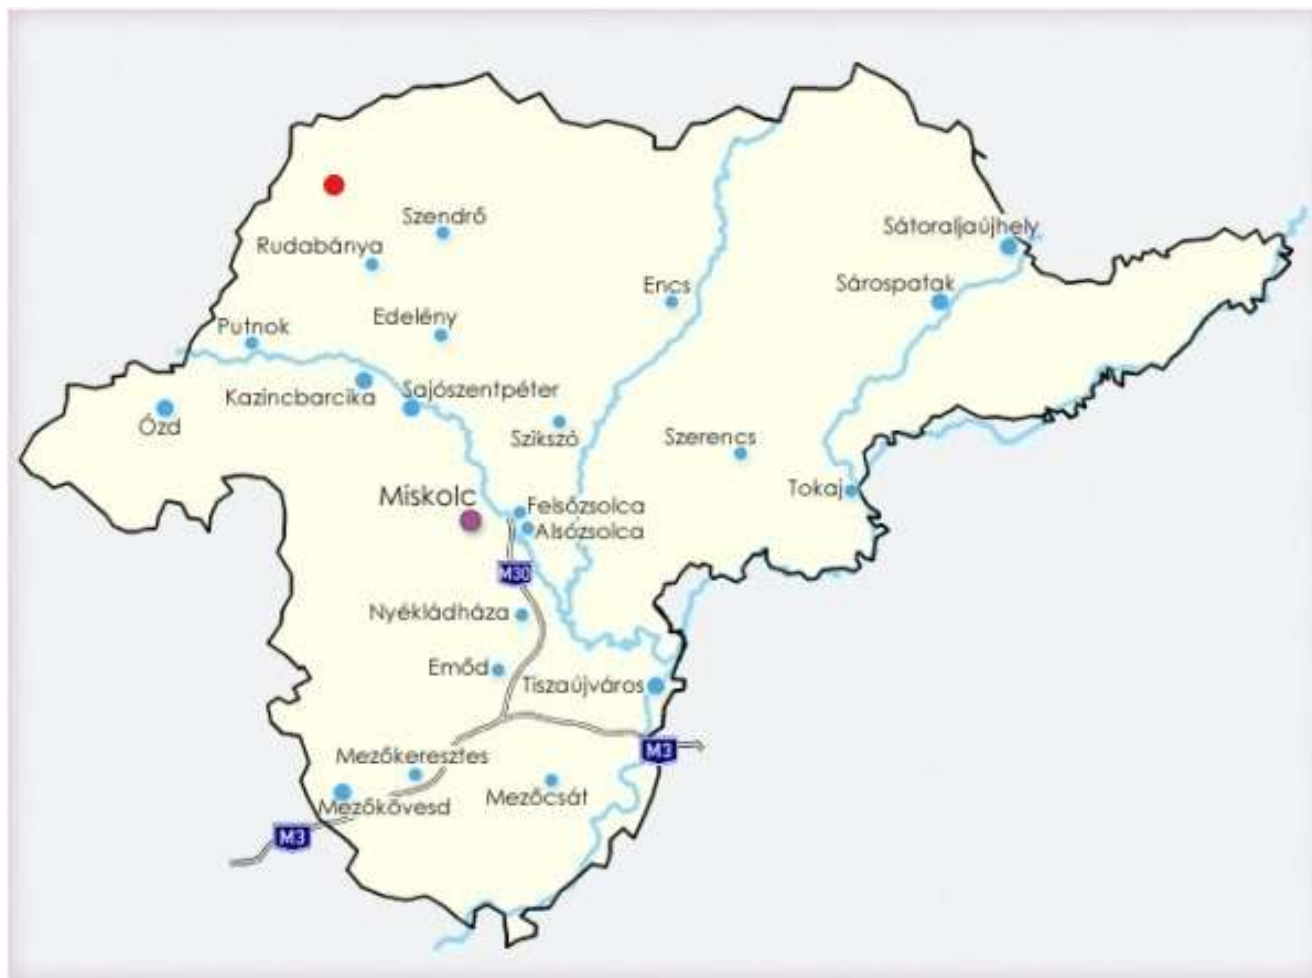 Szendrő
Sátoraljaújhely
Rudabánya
Encs
Sárospatak
Putnok
Edelény
Kazincbarcika
Sajószentpéter
Ózd
Szikszó
Szerencs
Miskolc
Tokaj
Felsőzsolca
Alsózsolca
M30
Nyékládháza
Emőd
Tiszaújváros
M3
Mezőkeresztes
Mezőcsát
Mezőkövesd
M3